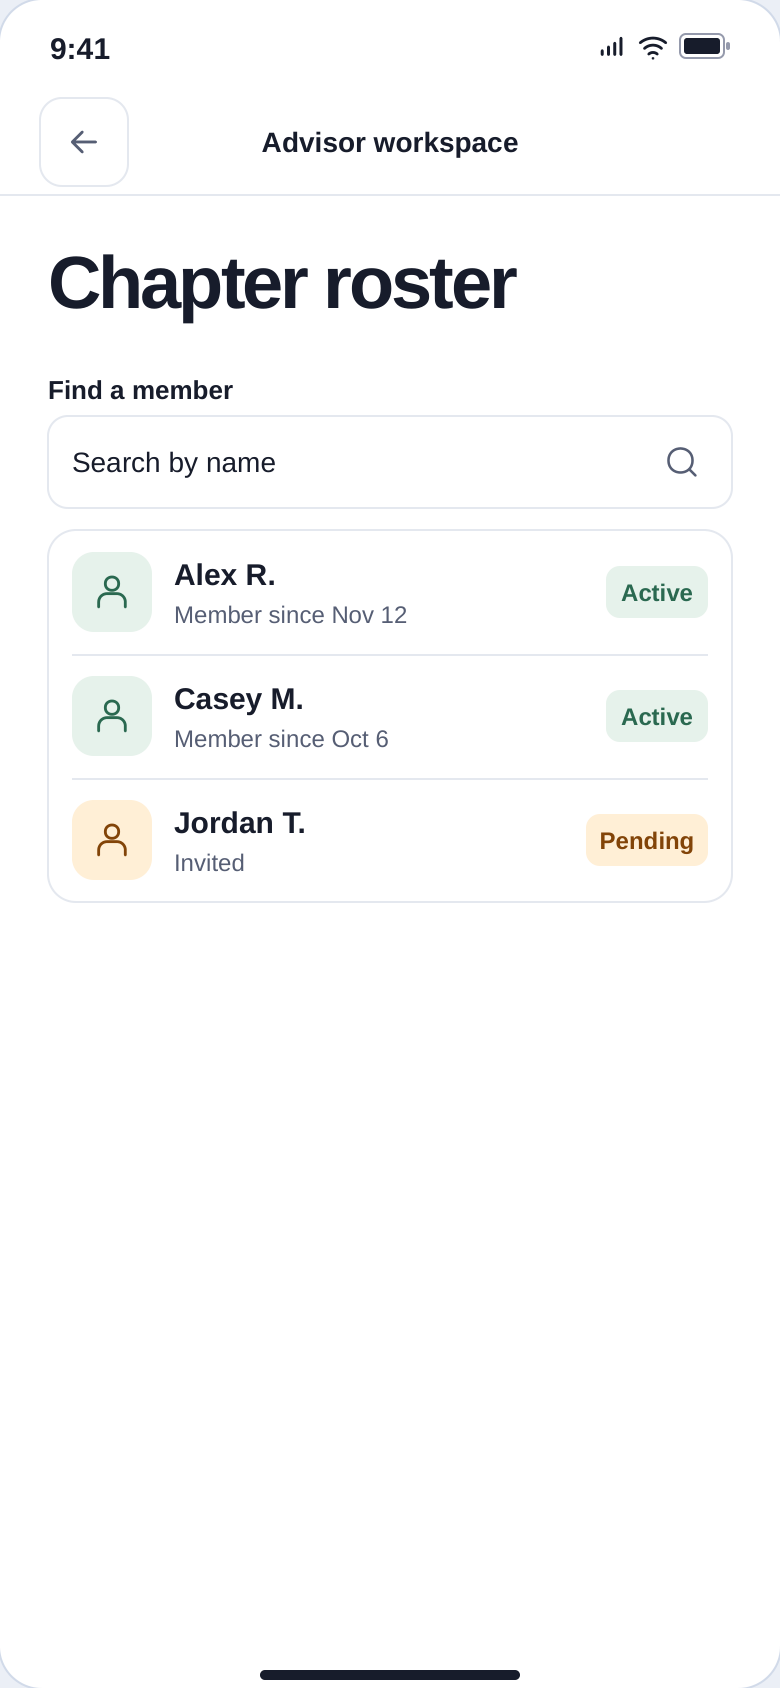 9:41
Advisor workspace
Chapter roster
Find a member
Search by name
Alex R.
Member since Nov 12
Active
Casey M.
Member since Oct 6
Active
Jordan T.
Invited
Pending